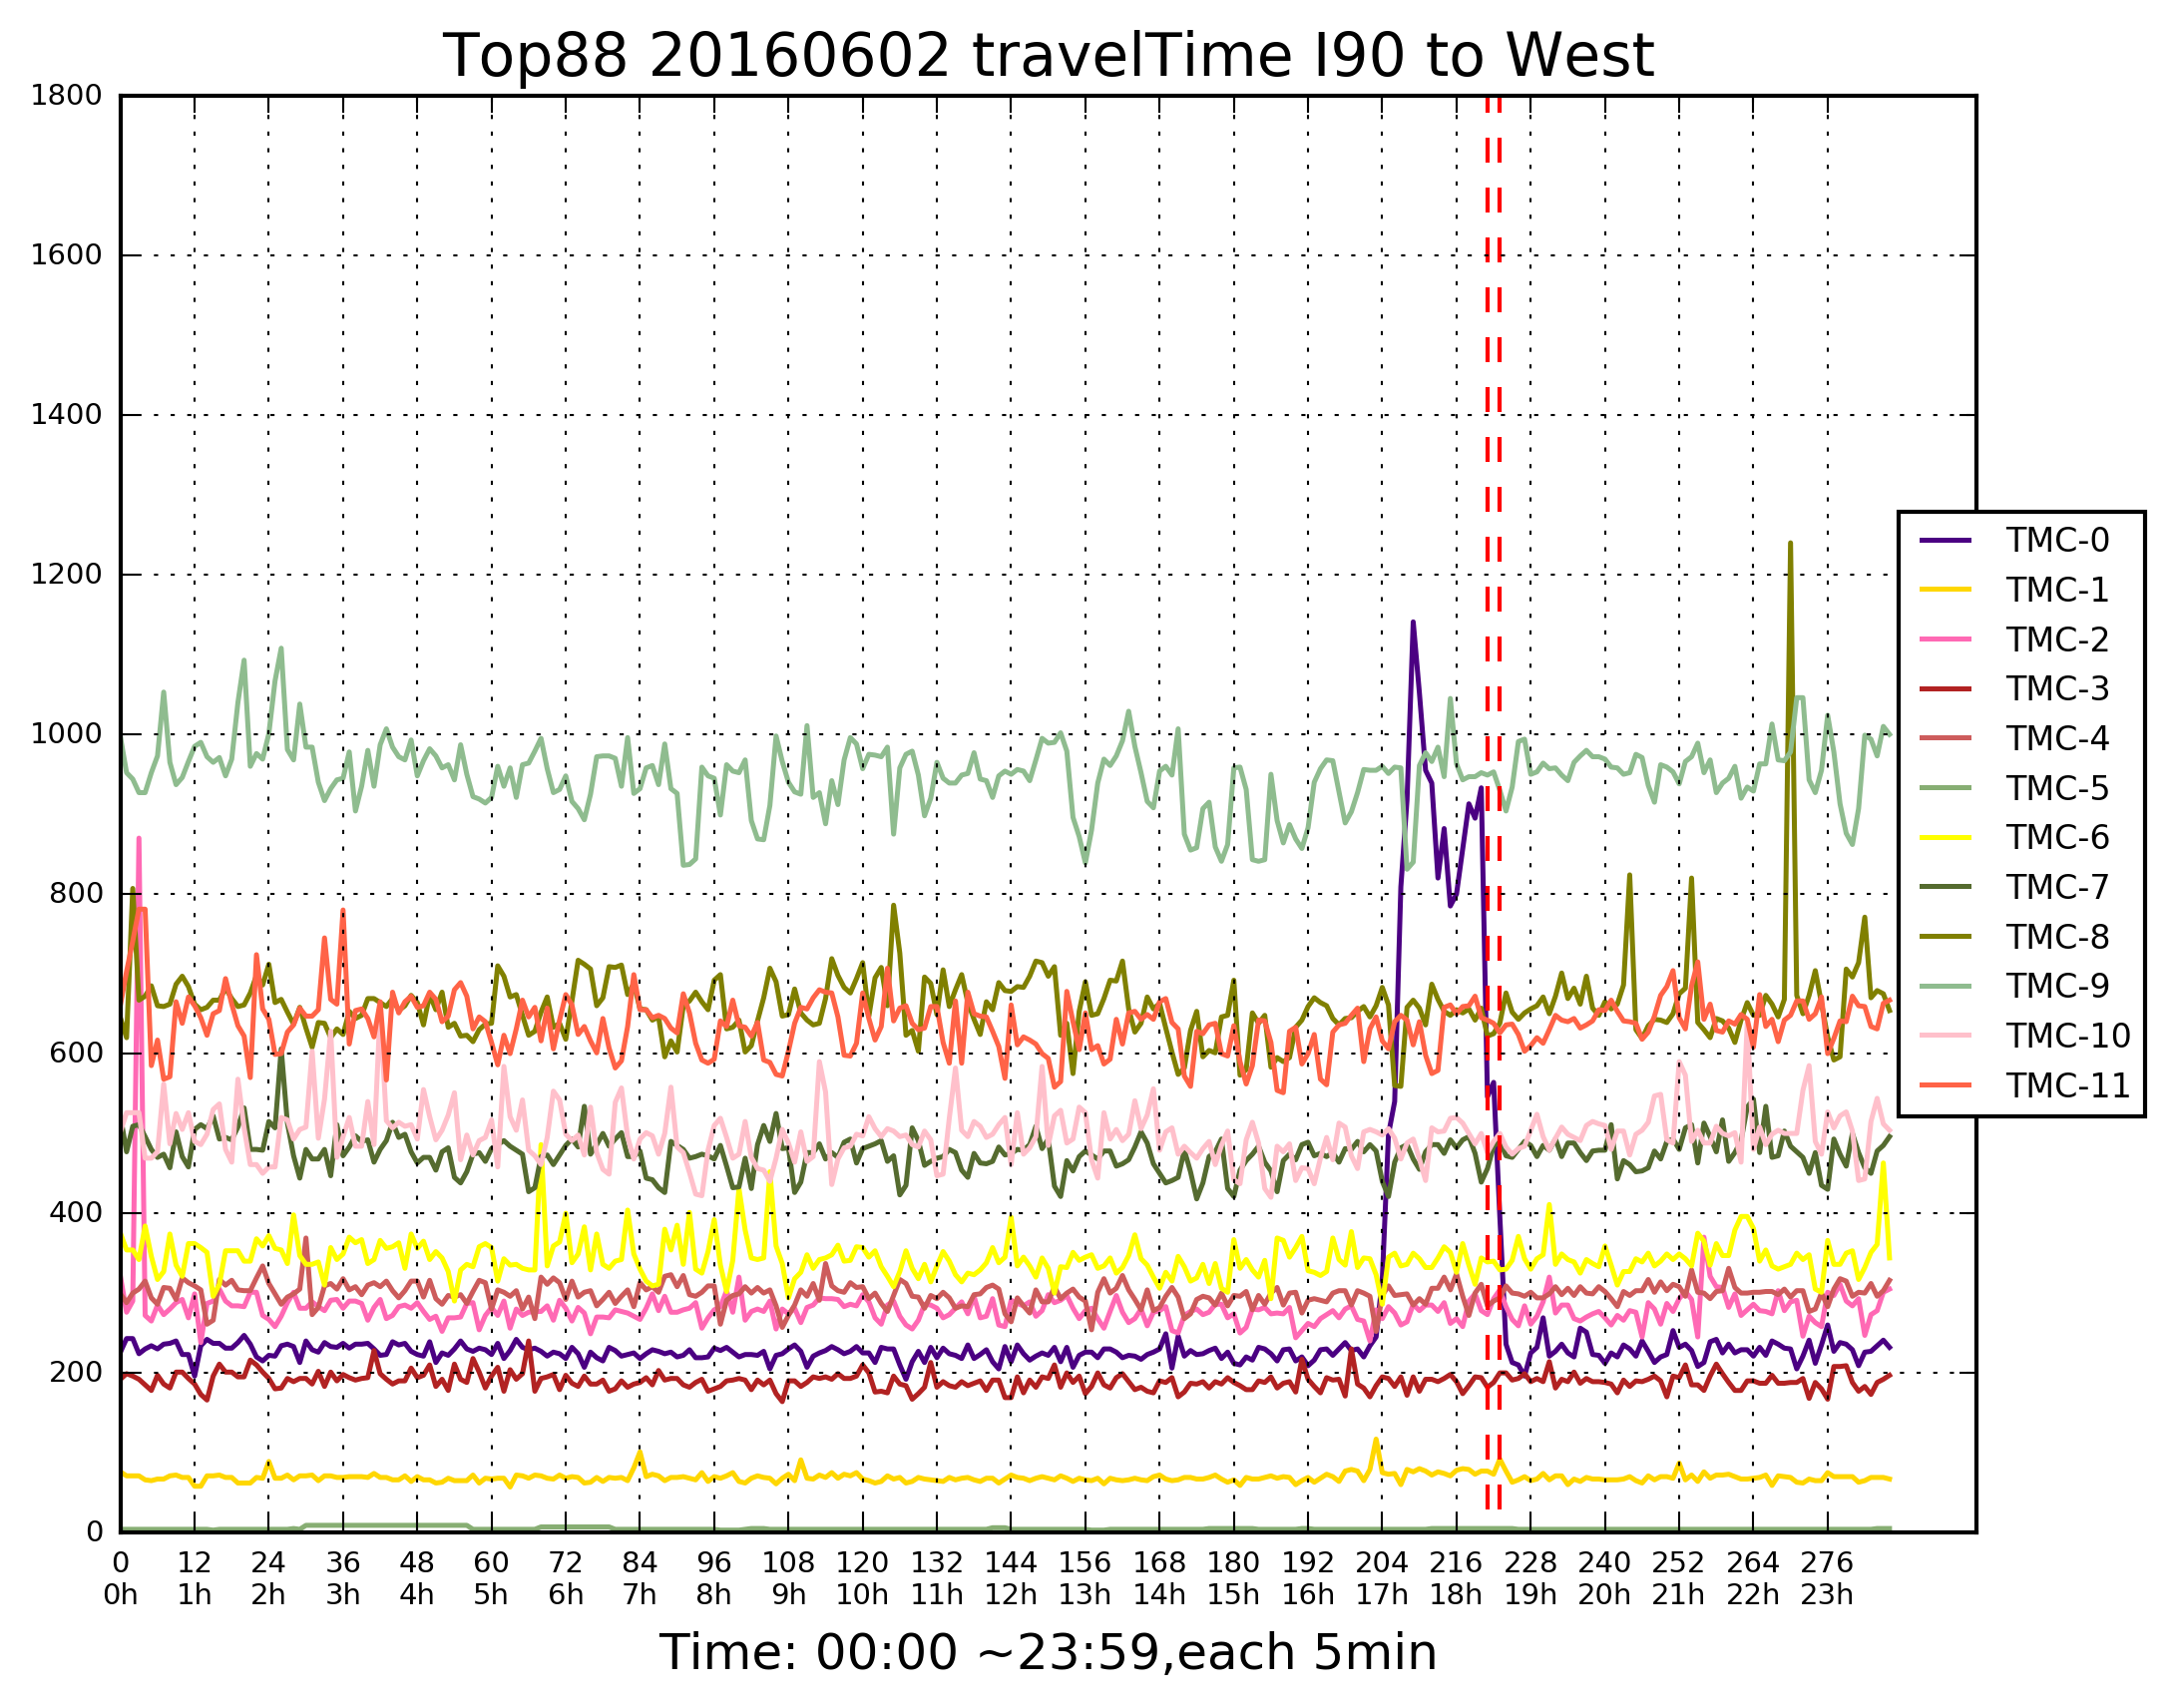 Top88 20160602 travelTime I90 to West
1800
1600
1400
1200
1000
800
600
400
200
0
TMC-0
TMC-1
TMC-2
TMC-3
TMC-4
TMC-5
TMC-6
TMC-7
TMC-8
TMC-9
TMC-10
TMC-11
0 12 24 36 48 60 72 84 96 108 120 132 144 156 168 180 192 204 216 228 240 252 264 276
0h 1h 2h 3h 4h 5h 6h 7h 8h 9h 10h 11h 12h 13h 14h 15h 16h 17h 18h 19h 20h 21h 22h 23h
Time: 00:00 ~23:59,each 5min